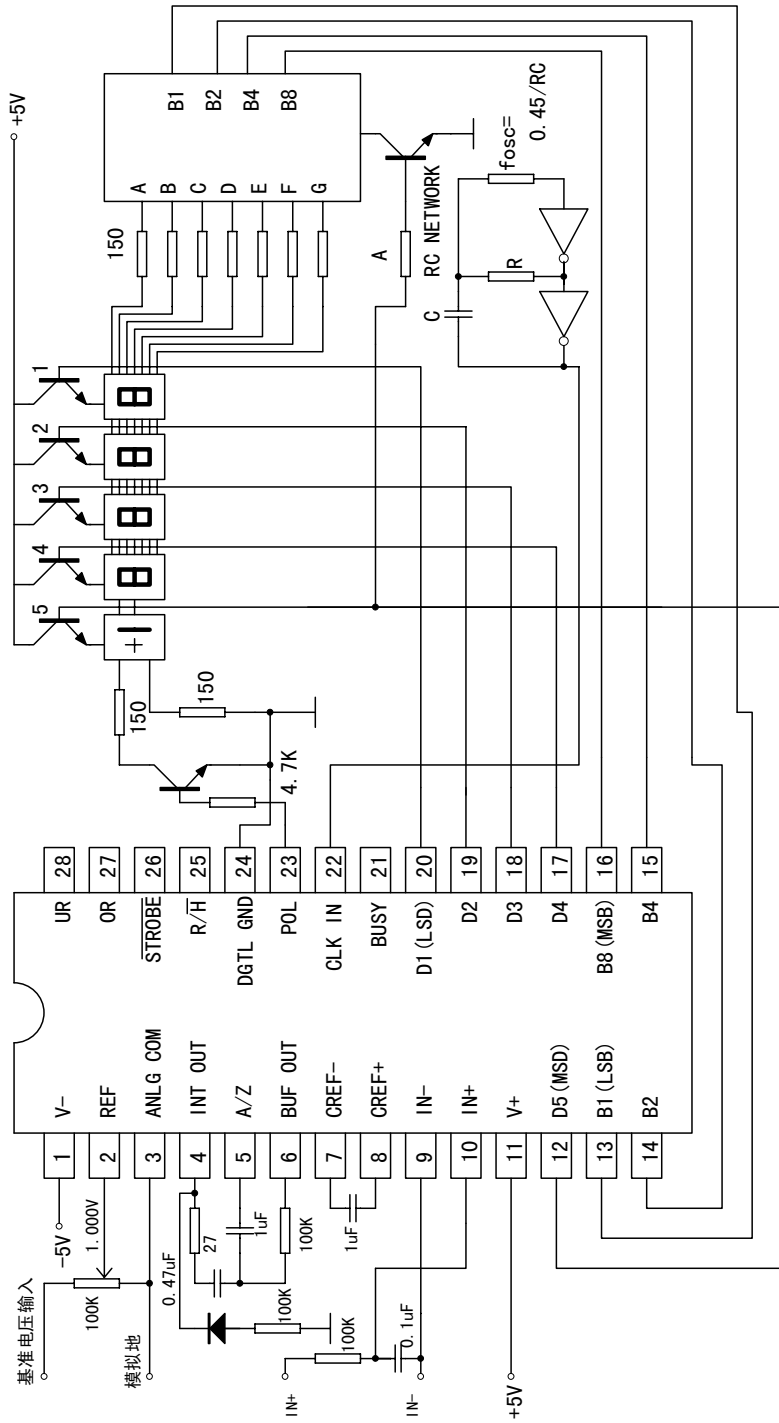 +5V
5
4
3
2
1
150
A
B
C
D
E
F
G
B1
B2
B4
B8
A
RC NETWORK
fosc=
0.45/RC
C
R
150
150
4.7K
基准电压输入
100K
1.000V
-5V
模拟地
0.47uF
27
1uF
100K
100K
1uF
IN+
100K
0.1uF
IN-
+5V
1 V-
2 REF
3 ANLG COM
4 INT OUT
5 A/Z
6 BUF OUT
7 CREF-
8 CREF+
9 IN-
10 IN+
11 V+
12 D5(MSD)
13 B1(LSB)
14 B2
UR 28
OR 27
STROBE 26
R/H 25
DGTL GND 24
POL 23
CLK IN 22
BUSY 21
D1(LSD) 20
D2 19
D3 18
D4 17
B8(MSB) 16
B4 15